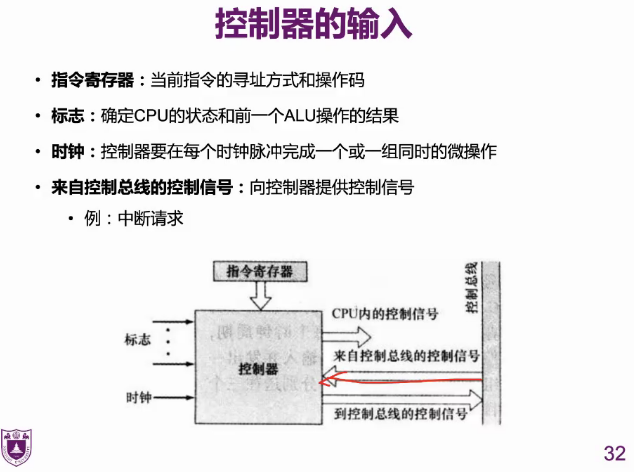 控制器的输入
• 指令寄存器：当前指令的寻址方式和操作码
• 标志：确定CPU的状态和前一个ALU操作的结果
• 时钟：控制器要在每个时钟脉冲完成一个或一组同时的微操作
• 来自控制总线的控制信号：向控制器提供控制信号
• 例：中断请求
指令寄存器
控制总线
CPU内的控制信号
标志
来自控制总线的控制信号
控制器
时钟
到控制总线的控制信号
32